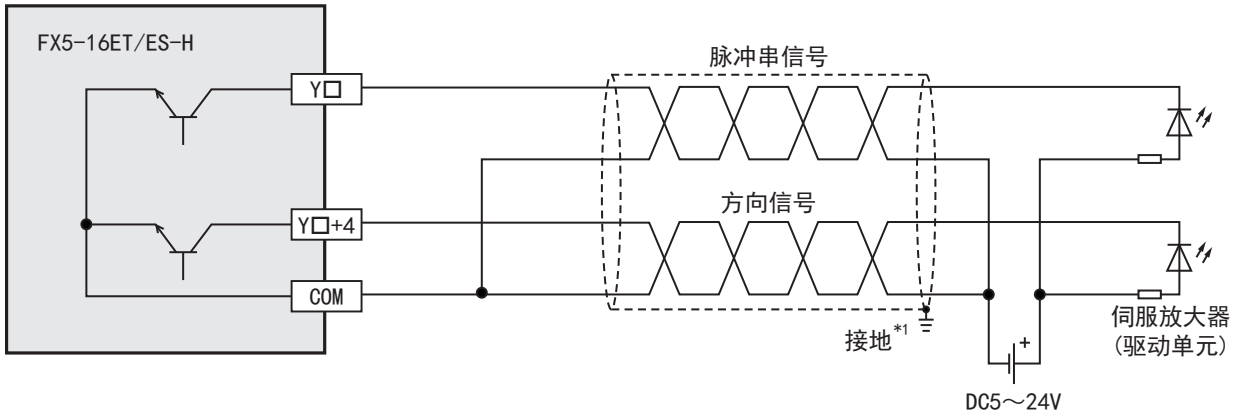 FX5-16ET/ES-H
脉冲串信号
Y□
方向信号
Y□+4
COM
接地*1
伺服放大器
(驱动单元)
+
DC5～24V